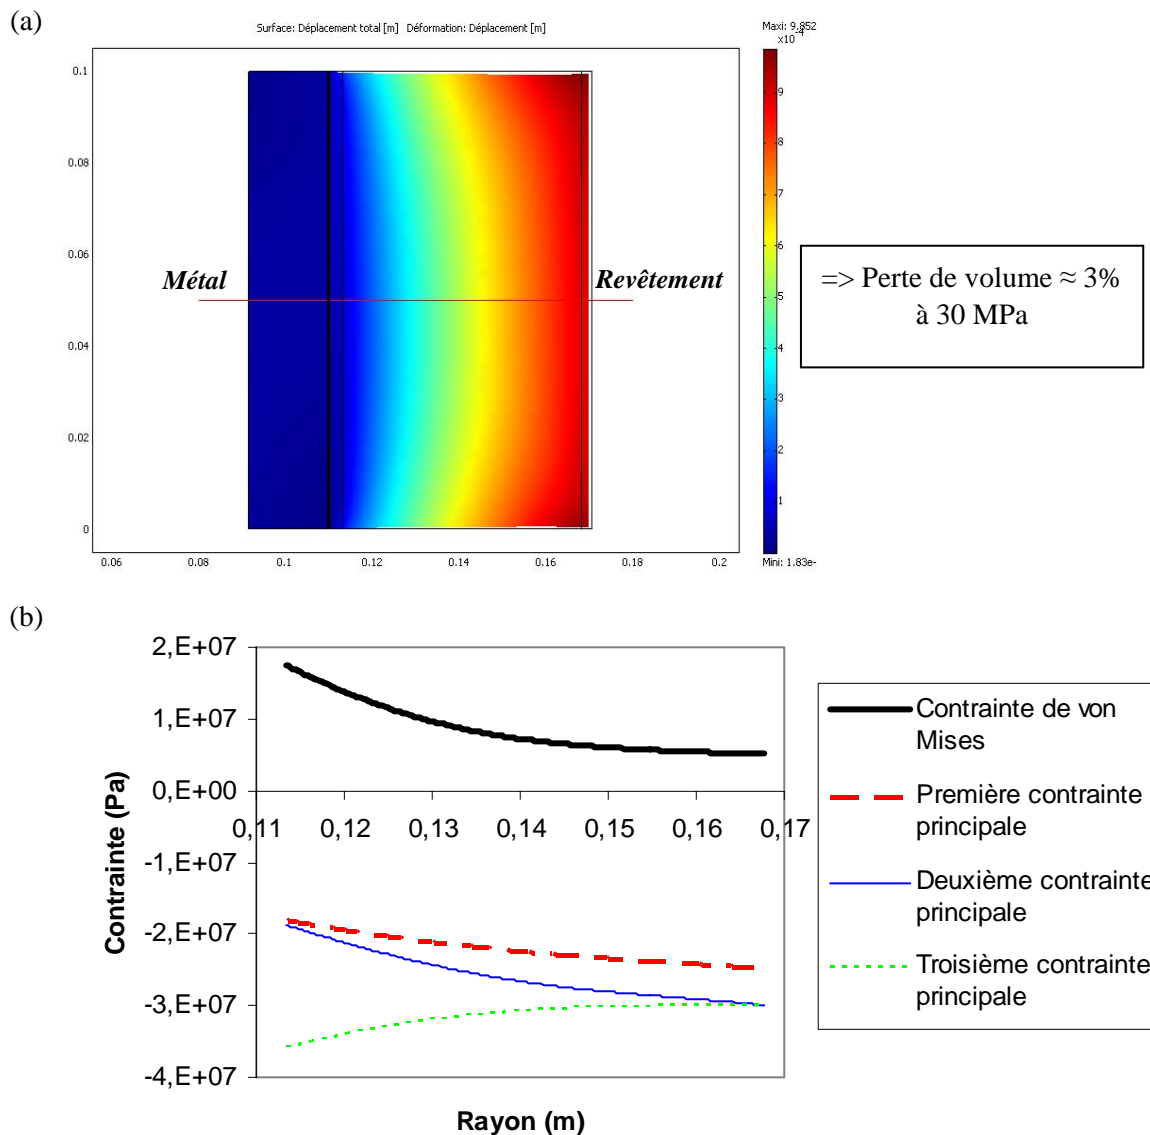 (a)
Surface: Déplacement total [m] Déformation: Déplacement [m]
Maxi: 9.852
x10⁻⁴
0.1
0.08
0.06
0.04
0.02
0
0.06
0.08
0.1
0.12
0.14
0.16
0.18
0.2
9
8
7
6
5
4
3
2
1
Mini: 1.83e-
Métal
Revêtement
=> Perte de volume ≈ 3%
à 30 MPa
(b)
2,E+07
1,E+07
0,E+00
-1,E+07
-2,E+07
-3,E+07
-4,E+07
0,11
0,12
0,13
0,14
0,15
0,16
0,17
Contrainte (Pa)
Rayon (m)
Contrainte de von
Mises
Première contrainte
principale
Deuxième contrainte
principale
Troisième contrainte
principale